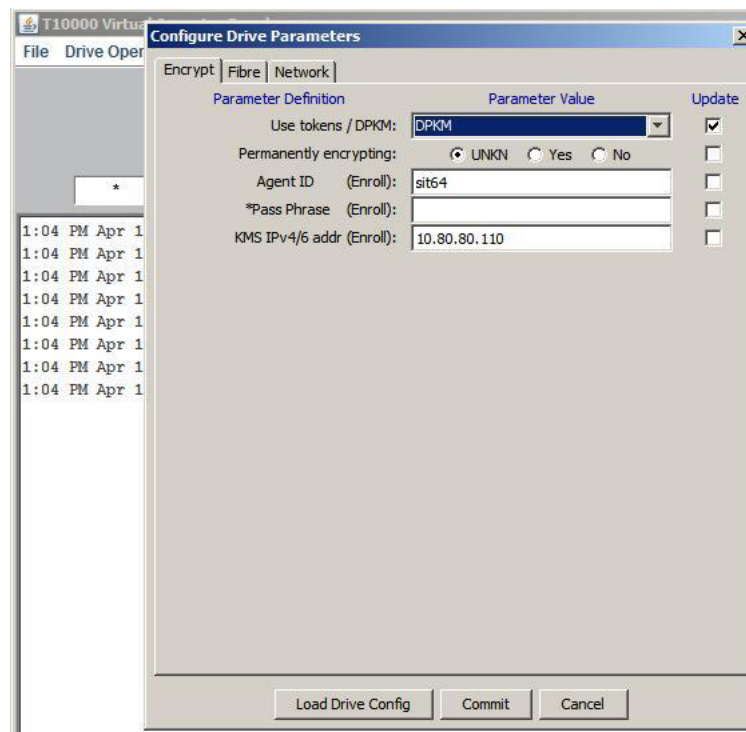 T10000 Virtua
File Drive Oper
*
1:04 PM Apr 1
1:04 PM Apr 1
1:04 PM Apr 1
1:04 PM Apr 1
1:04 PM Apr 1
1:04 PM Apr 1
1:04 PM Apr 1
1:04 PM Apr 1
Configure Drive Parameters
Encrypt Fibre Network
Parameter Definition Parameter Value Update
Use tokens / DPKM: DPKM
Permanently encrypting: UNKN Yes No
Agent ID (Enroll): sit64
*Pass Phrase (Enroll):
KMS IPv4/6 addr (Enroll): 10.80.80.110
Load Drive Config Commit Cancel